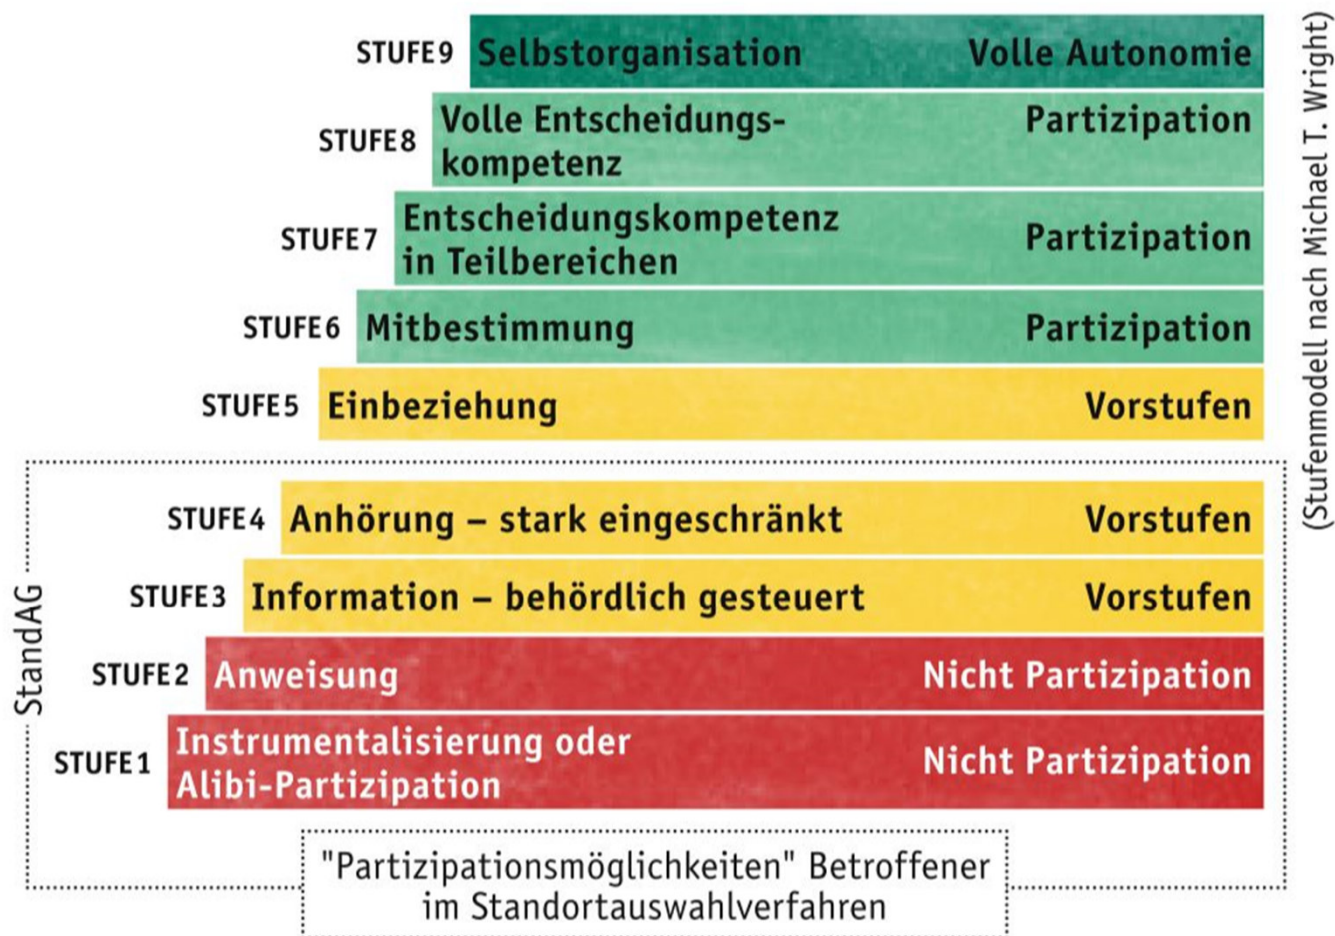 STUFE 9 Selbstorganisation Volle Autonomie
STUFE 8 Volle Entscheidungs- Partizipation
kompetenz
STUFE 7 Entscheidungskompetenz Partizipation
in Teilbereichen
STUFE 6 Mitbestimmung Partizipation
STUFE 5 Einbeziehung Vorstufen
STUFE 4 Anhörung – stark eingeschränkt Vorstufen
STUFE 3 Information – behördlich gesteuert Vorstufen
STUFE 2 Anweisung Nicht Partizipation
STUFE 1 Instrumentalisierung oder Nicht Partizipation
Alibi-Partizipation
StandAG
"Partizipationsmöglichkeiten" Betroffener
im Standortauswahlverfahren
(Stufenmodell nach Michael T. Wright)